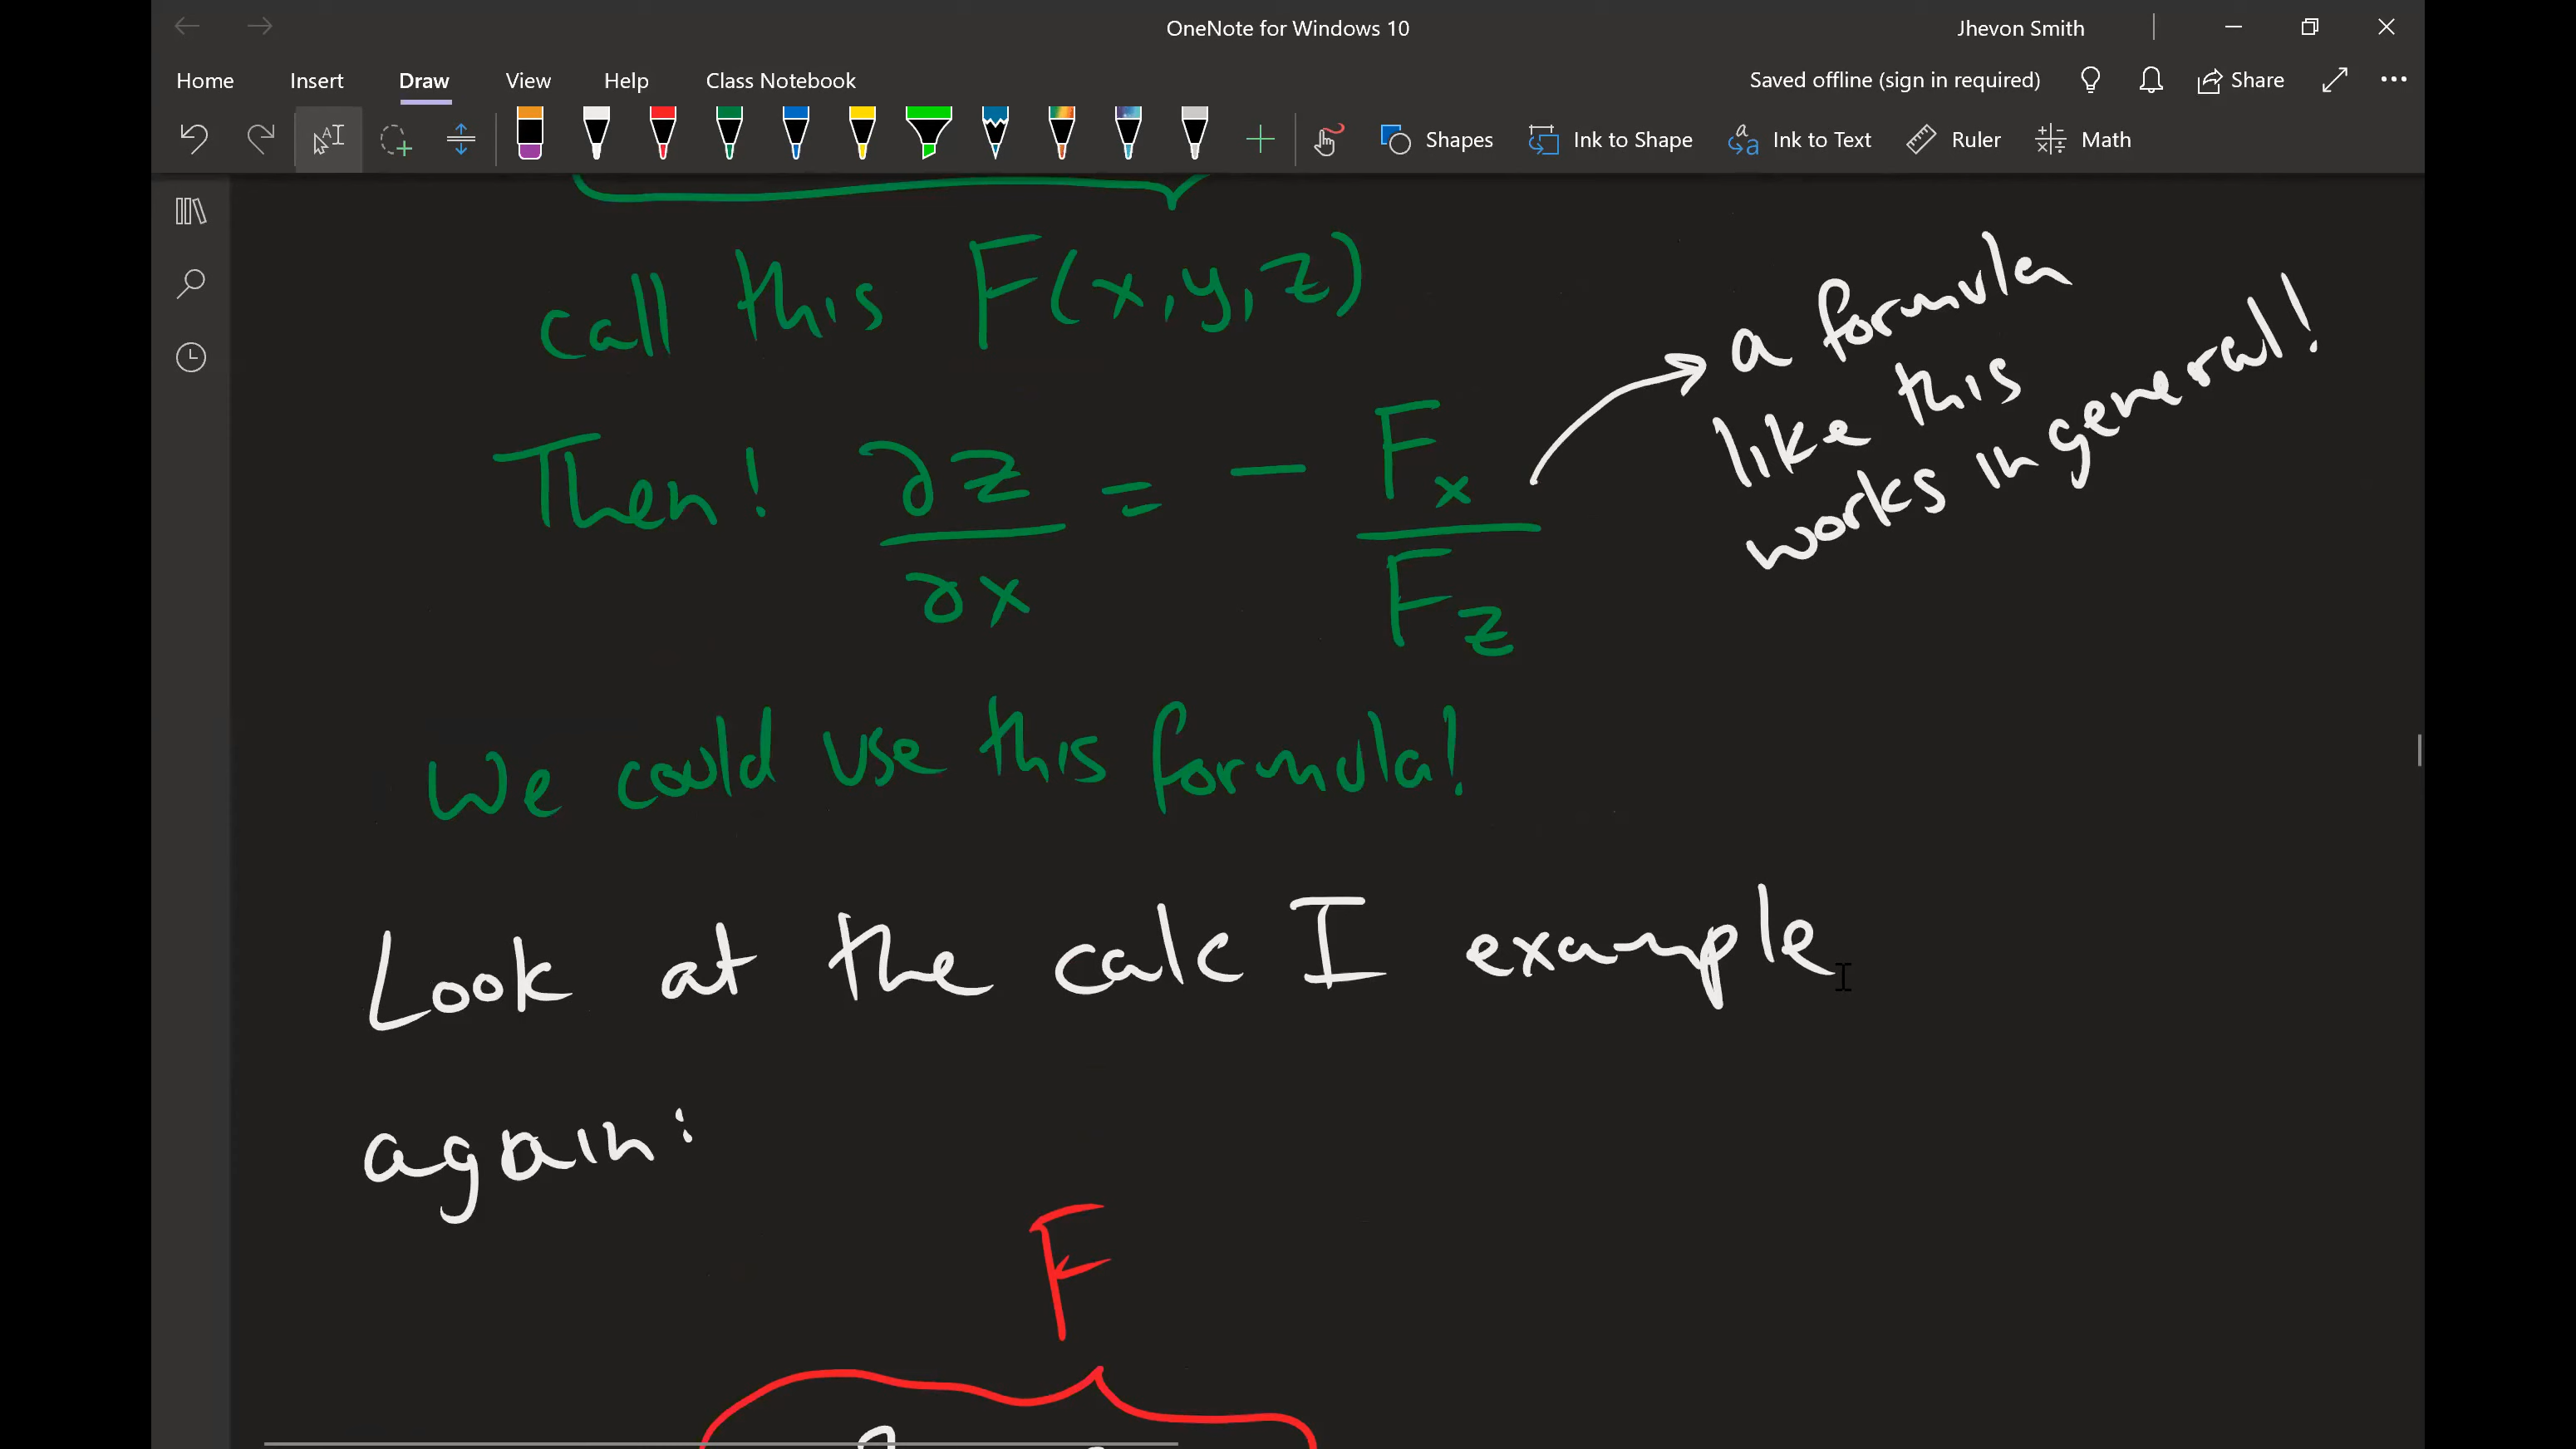 OneNote for Windows 10
Jhevon Smith
Home Insert Draw View Help Class Notebook
Saved offline (sign in required)
Share
Shapes
Ink to Shape
Ink to Text
Ruler
Math
call this F(x,y,z)
a formula
like this
works in general!
Then! ∂z/∂x = - Fx/Fz
We could use this formula!
Look at the calc I example
again:
F